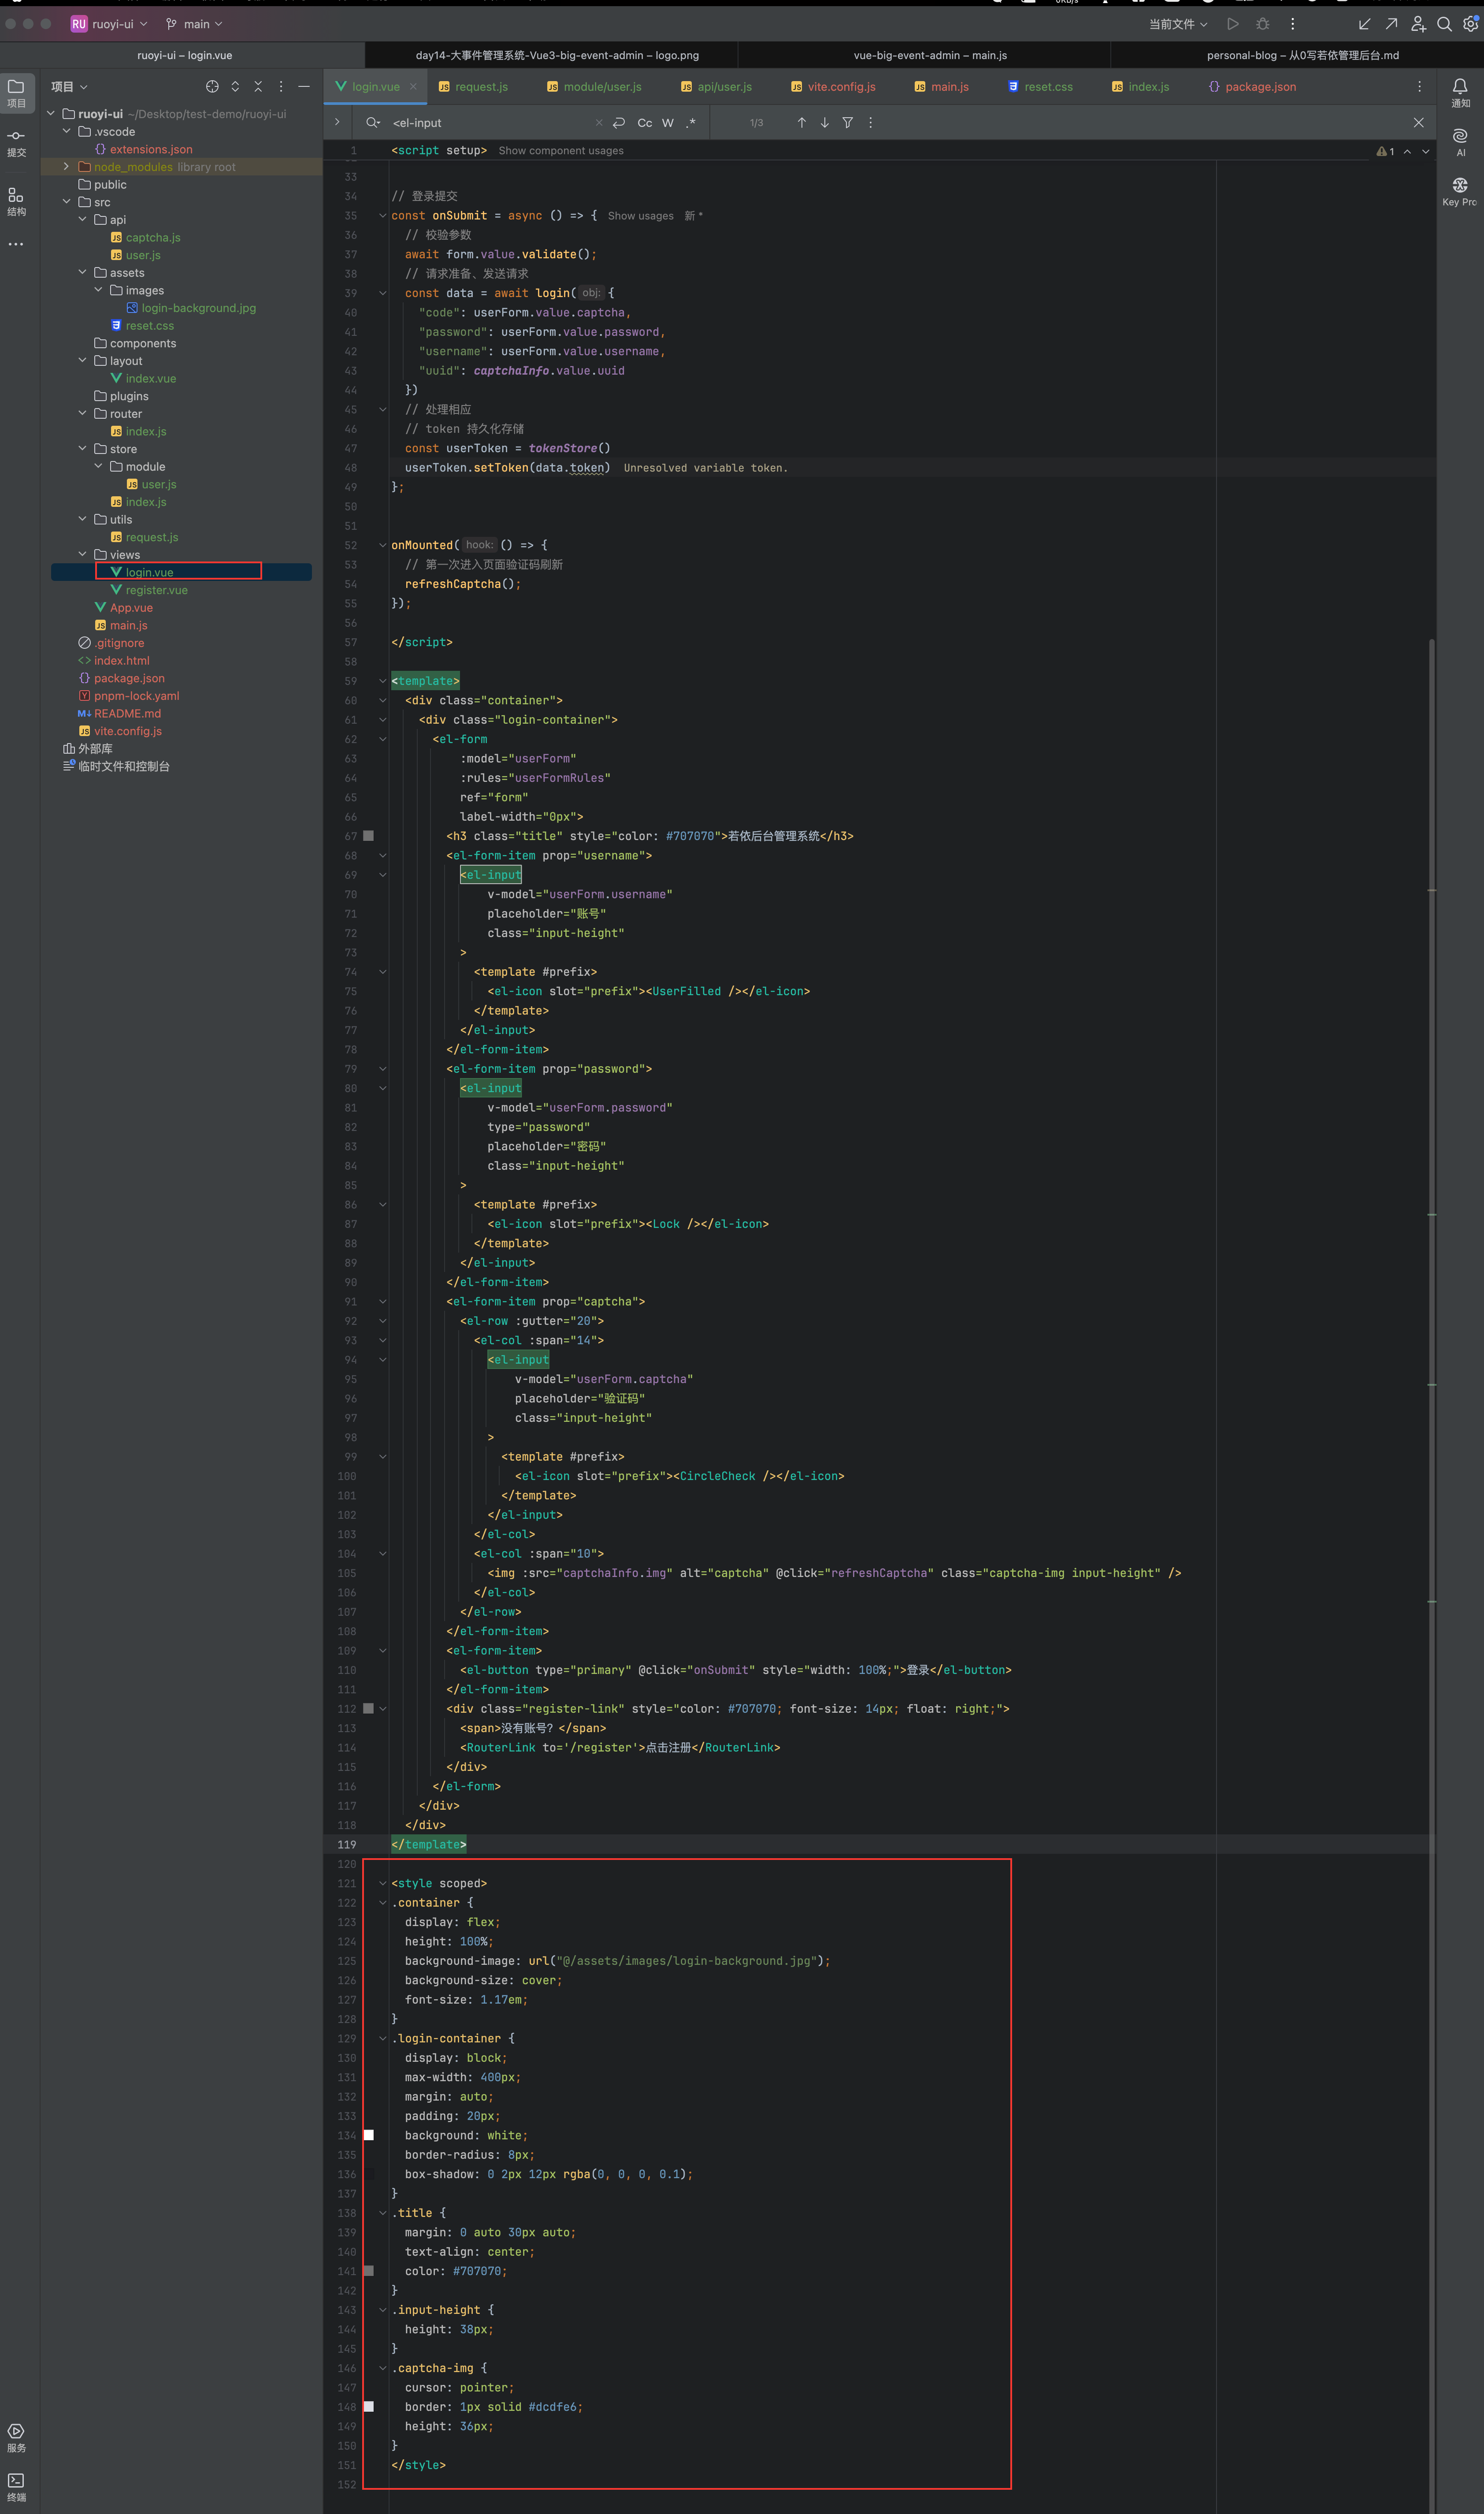 RU ruoyi-ui main 当前文件
ruoyi-ui – login.vue
day14-大事件管理系统-Vue3-big-event-admin – logo.png
vue-big-event-admin – main.js
personal-blog – 从0写若依管理后台.md
项目
提交
结构
服务
终端
项目
ruoyi-ui ~/Desktop/test-demo/ruoyi-ui
.vscode
extensions.json
node_modules library root
public
src
api
captcha.js
user.js
assets
images
login-background.jpg
reset.css
components
layout
index.vue
plugins
router
index.js
store
module
user.js
index.js
utils
request.js
views
login.vue
register.vue
App.vue
main.js
.gitignore
index.html
package.json
pnpm-lock.yaml
README.md
vite.config.js
外部库
临时文件和控制台
login.vue request.js module/user.js api/user.js vite.config.js main.js reset.css index.js package.json
<el-input Cc W .* 1/3
通知
AI
Key Pro
1 <script setup> Show component usages 1
33
34 // 登录提交
35 const onSubmit = async () => { Show usages 新 *
36 // 校验参数
37 await form.value.validate();
38 // 请求准备、发送请求
39 const data = await login( obj: {
40 "code": userForm.value.captcha,
41 "password": userForm.value.password,
42 "username": userForm.value.username,
43 "uuid": captchaInfo.value.uuid
44 })
45 // 处理相应
46 // token 持久化存储
47 const userToken = tokenStore()
48 userToken.setToken(data.token) Unresolved variable token.
49 };
50
51
52 onMounted( hook: () => {
53 // 第一次进入页面验证码刷新
54 refreshCaptcha();
55 });
56
57 </script>
58
59 <template>
60 <div class="container">
61 <div class="login-container">
62 <el-form
63 :model="userForm"
64 :rules="userFormRules"
65 ref="form"
66 label-width="0px">
67 <h3 class="title" style="color: #707070">若依后台管理系统</h3>
68 <el-form-item prop="username">
69 <el-input
70 v-model="userForm.username"
71 placeholder="账号"
72 class="input-height"
73 >
74 <template #prefix>
75 <el-icon slot="prefix"><UserFilled /></el-icon>
76 </template>
77 </el-input>
78 </el-form-item>
79 <el-form-item prop="password">
80 <el-input
81 v-model="userForm.password"
82 type="password"
83 placeholder="密码"
84 class="input-height"
85 >
86 <template #prefix>
87 <el-icon slot="prefix"><Lock /></el-icon>
88 </template>
89 </el-input>
90 </el-form-item>
91 <el-form-item prop="captcha">
92 <el-row :gutter="20">
93 <el-col :span="14">
94 <el-input
95 v-model="userForm.captcha"
96 placeholder="验证码"
97 class="input-height"
98 >
99 <template #prefix>
100 <el-icon slot="prefix"><CircleCheck /></el-icon>
101 </template>
102 </el-input>
103 </el-col>
104 <el-col :span="10">
105 <img :src="captchaInfo.img" alt="captcha" @click="refreshCaptcha" class="captcha-img input-height" />
106 </el-col>
107 </el-row>
108 </el-form-item>
109 <el-form-item>
110 <el-button type="primary" @click="onSubmit" style="width: 100%;">登录</el-button>
111 </el-form-item>
112 <div class="register-link" style="color: #707070; font-size: 14px; float: right;">
113 <span>没有账号？</span>
114 <RouterLink to='/register'>点击注册</RouterLink>
115 </div>
116 </el-form>
117 </div>
118 </div>
119 </template>
120
121 <style scoped>
122 .container {
123 display: flex;
124 height: 100%;
125 background-image: url("@/assets/images/login-background.jpg");
126 background-size: cover;
127 font-size: 1.17em;
128 }
129 .login-container {
130 display: block;
131 max-width: 400px;
132 margin: auto;
133 padding: 20px;
134 background: white;
135 border-radius: 8px;
136 box-shadow: 0 2px 12px rgba(0, 0, 0, 0.1);
137 }
138 .title {
139 margin: 0 auto 30px auto;
140 text-align: center;
141 color: #707070;
142 }
143 .input-height {
144 height: 38px;
145 }
146 .captcha-img {
147 cursor: pointer;
148 border: 1px solid #dcdfe6;
149 height: 36px;
150 }
151 </style>
152